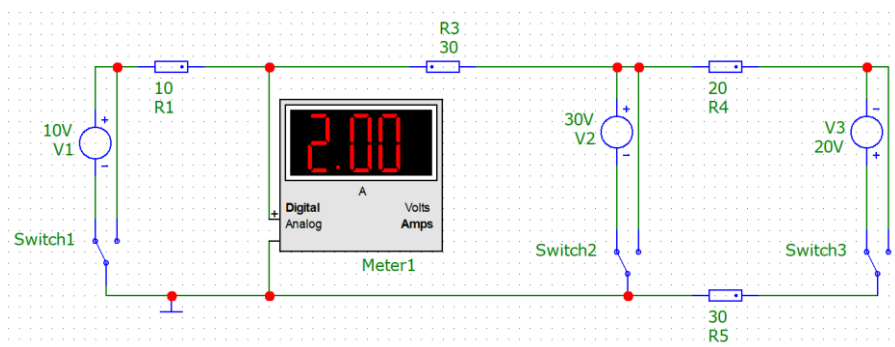 R3
30
10
R1
20
R4
10V
V1
2.00
30V
V2
V3
20V
A
Digital
Volts
Analog
Amps
+
-
+
-
-
+
+
Switch1
Meter1
Switch2
Switch3
30
R5